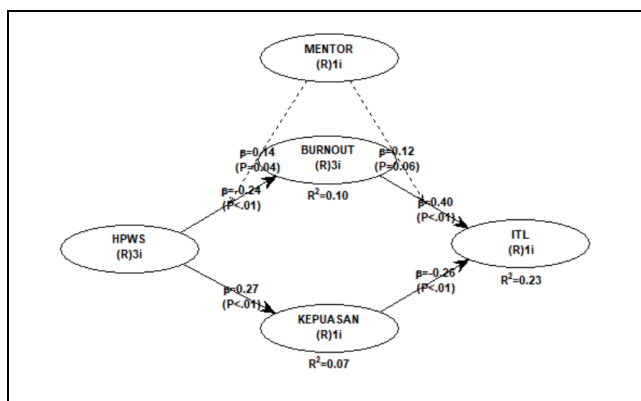 MENTOR
(R)1i
β=0.14
(P=0.04)
BURNOUT
(R)3i
β=0.12
(P=0.06)
R²=0.10
β=-0.24
(P<.01)
β=0.40
(P<.01)
HPWS
(R)3i
ITL
(R)1i
R²=0.23
β=0.27
(P<.01)
β=-0.26
(P<.01)
KEPUASAN
(R)1i
R²=0.07